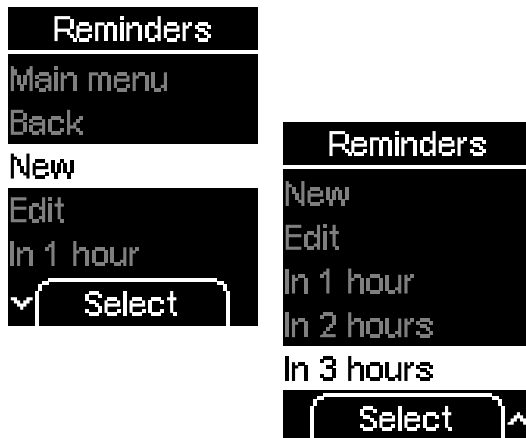 Reminders
Main menu
Back
New
Edit
In 1 hour
Select
Reminders
New
Edit
In 1 hour
In 2 hours
In 3 hours
Select